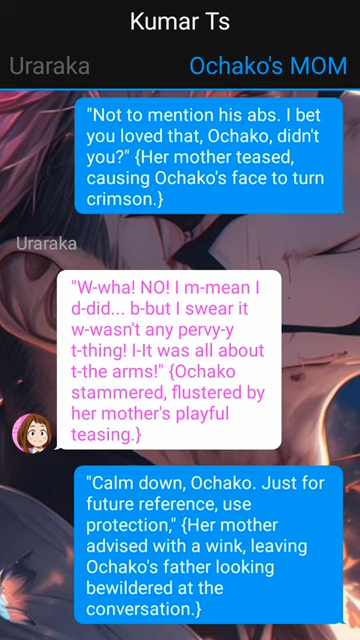 Kumar Ts
Uraraka
Ochako's MOM
"Not to mention his abs. I bet
you loved that, Ochako, didn't
you?" {Her mother teased,
causing Ochako's face to turn
crimson.}
Uraraka
"W-wha! NO! I m-mean I
d-did... b-but I swear it
w-wasn't any pervy-y
t-thing! I-It was all about
t-the arms!" {Ochako
stammered, flustered by
her mother's playful
teasing.}
"Calm down, Ochako. Just for
future reference, use
protection," {Her mother
advised with a wink, leaving
Ochako's father looking
bewildered at the
conversation.}